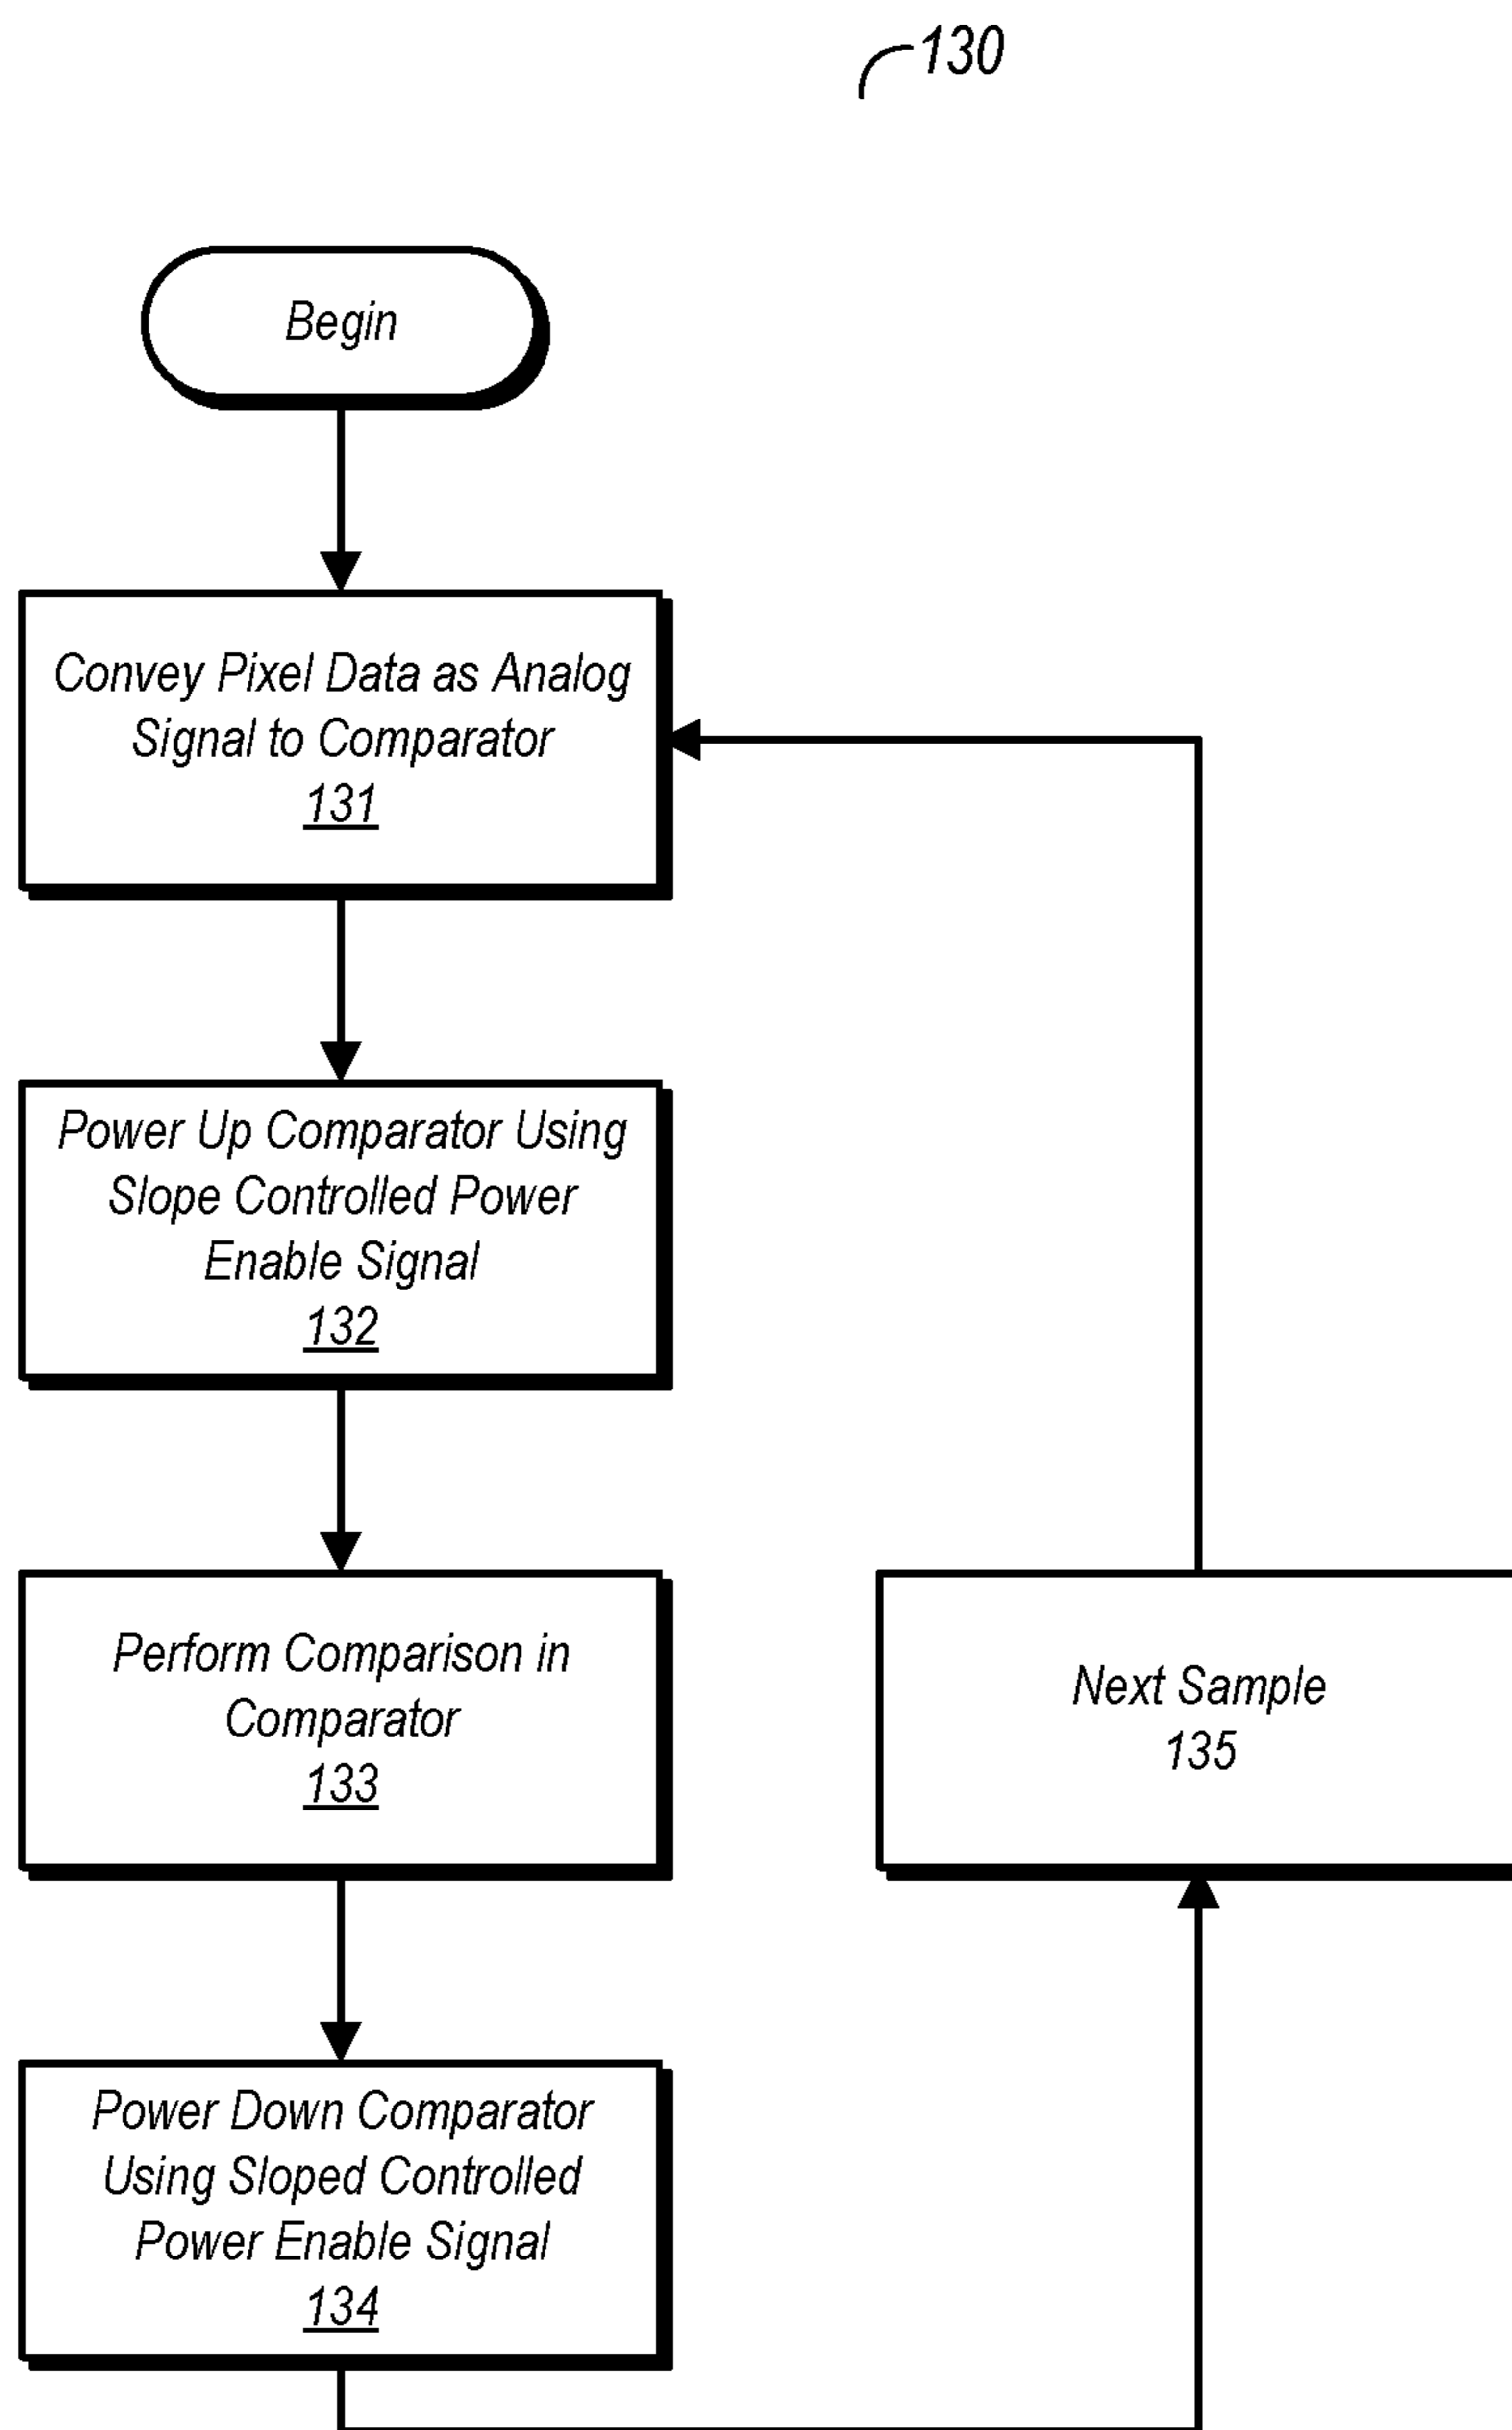 130
Begin
Convey Pixel Data as Analog
Signal to Comparator
131
Power Up Comparator Using
Slope Controlled Power
Enable Signal
132
Perform Comparison in
Comparator
133
Next Sample
135
Power Down Comparator
Using Sloped Controlled
Power Enable Signal
134